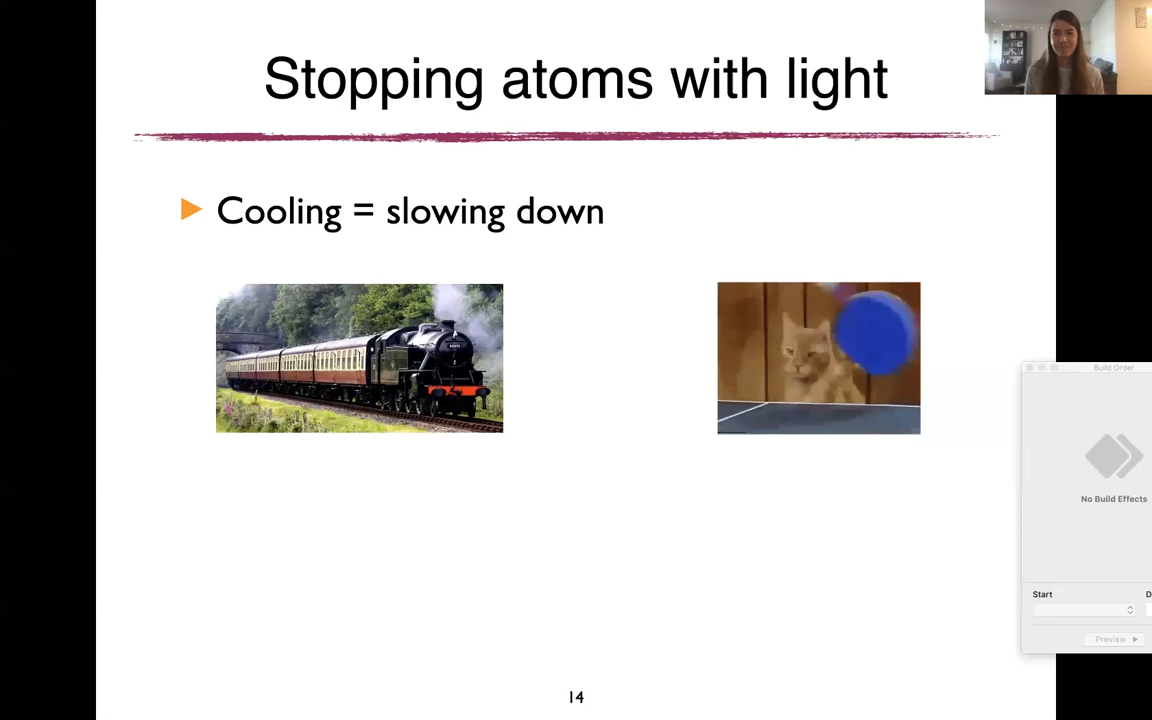 Stopping atoms with light
Cooling = slowing down
Build Order
No Build Effects
Start
D
Preview
14